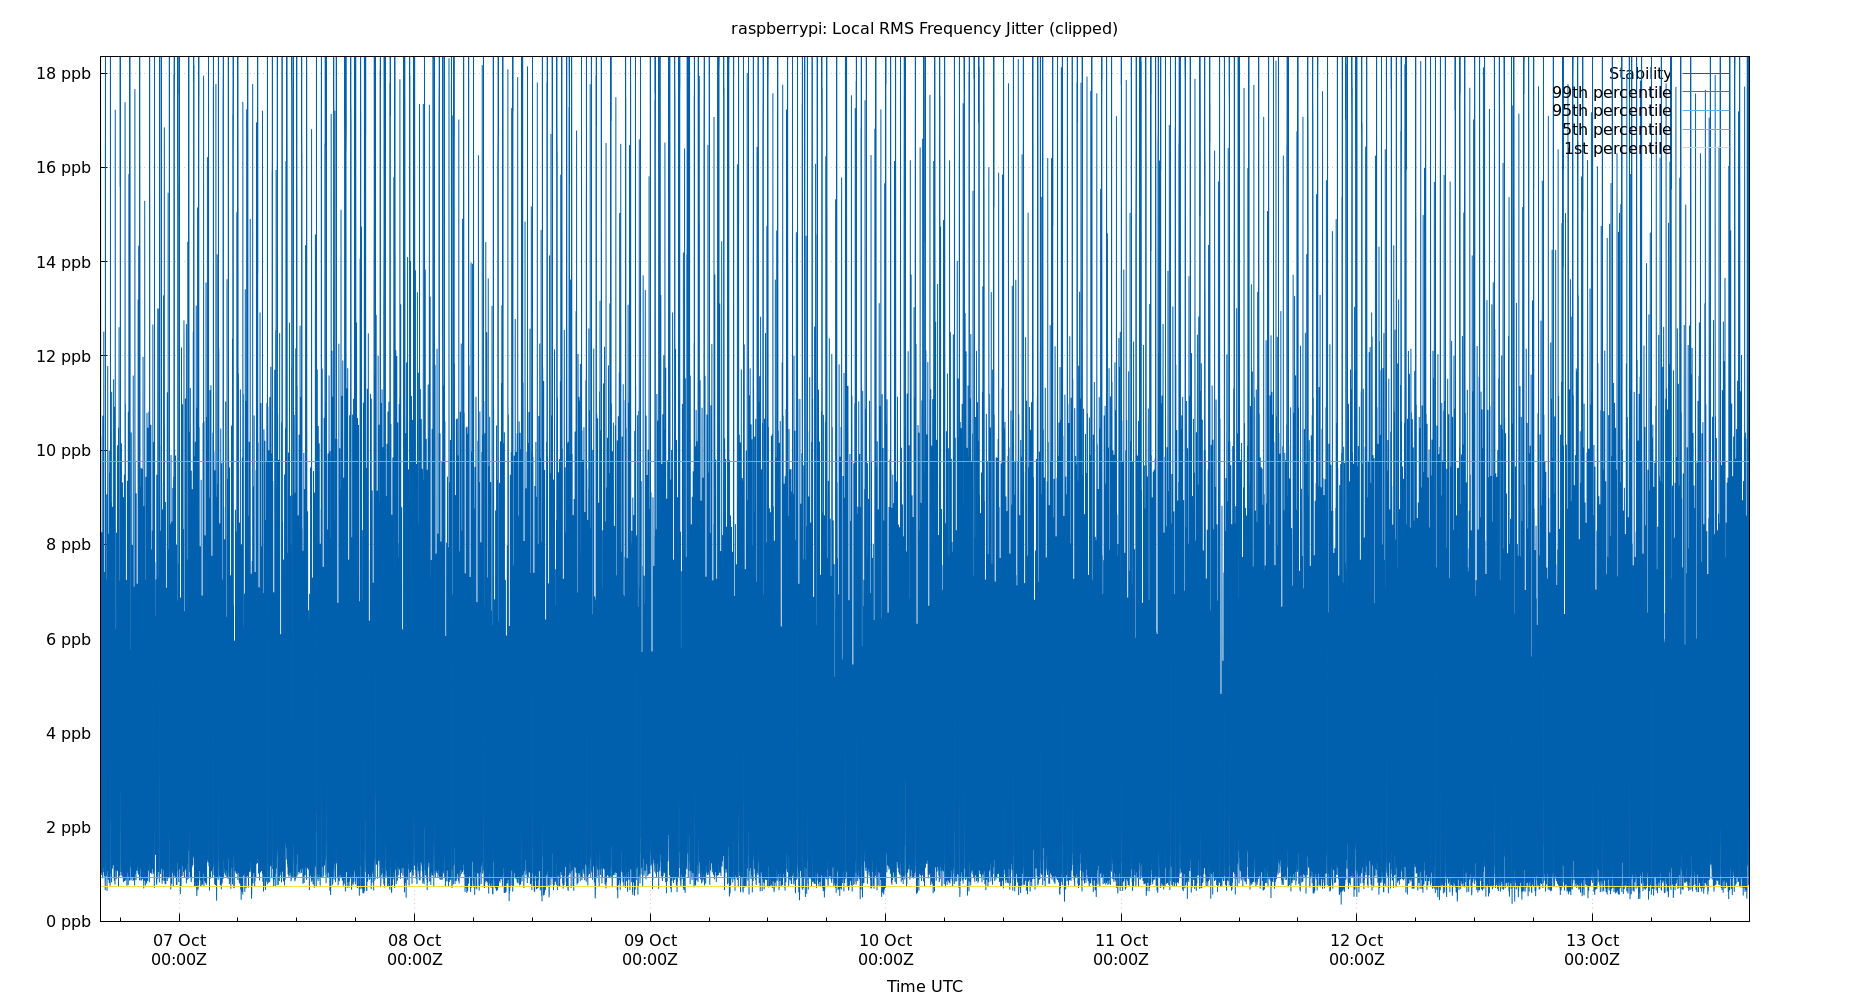 raspberrypi: Local RMS Frequency Jitter (clipped)
18 ppb
16 ppb
14 ppb
12 ppb
10 ppb
8 ppb
6 ppb
4 ppb
2 ppb
0 ppb
Stability
99th percentile
95th percentile
5th percentile
1st percentile
07 Oct
00:00Z
08 Oct
00:00Z
09 Oct
00:00Z
10 Oct
00:00Z
11 Oct
00:00Z
12 Oct
00:00Z
13 Oct
00:00Z
Time UTC